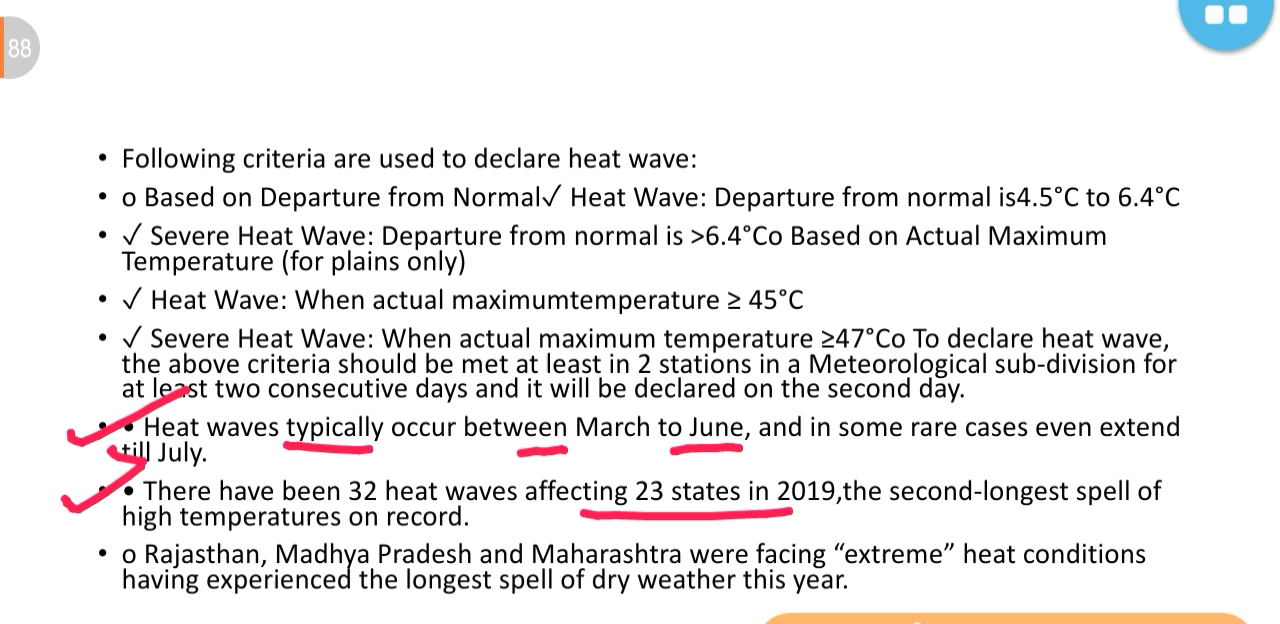 88
• Following criteria are used to declare heat wave:
• o Based on Departure from Normal✓ Heat Wave: Departure from normal is4.5°C to 6.4°C
• ✓ Severe Heat Wave: Departure from normal is >6.4°Co Based on Actual Maximum
Temperature (for plains only)
• ✓ Heat Wave: When actual maximumtemperature ≥ 45°C
• ✓ Severe Heat Wave: When actual maximum temperature ≥47°Co To declare heat wave,
the above criteria should be met at least in 2 stations in a Meteorological sub-division for
at least two consecutive days and it will be declared on the second day.
• • Heat waves typically occur between March to June, and in some rare cases even extend
till July.
• • There have been 32 heat waves affecting 23 states in 2019,the second-longest spell of
high temperatures on record.
• o Rajasthan, Madhya Pradesh and Maharashtra were facing “extreme” heat conditions
having experienced the longest spell of dry weather this year.